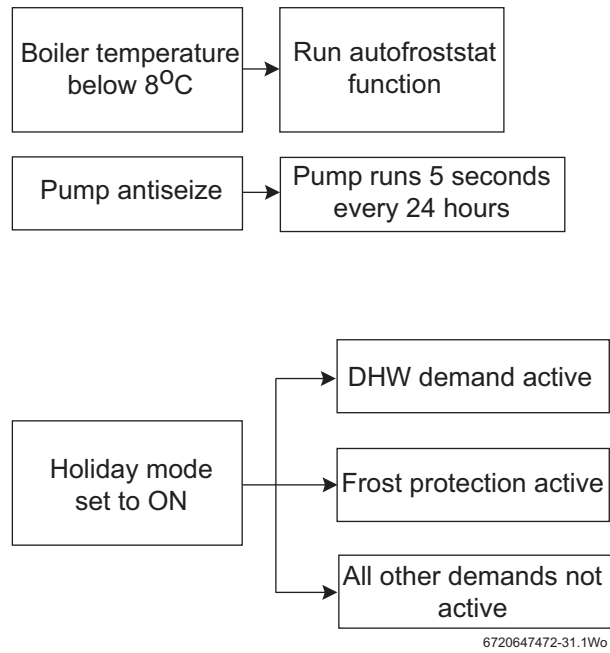 Boiler temperature
below 8°C
Run autofroststat
function
Pump antiseize
Pump runs 5 seconds
every 24 hours
Holiday mode
set to ON
DHW demand active
Frost protection active
All other demands not
active
6720647472-31.1Wo